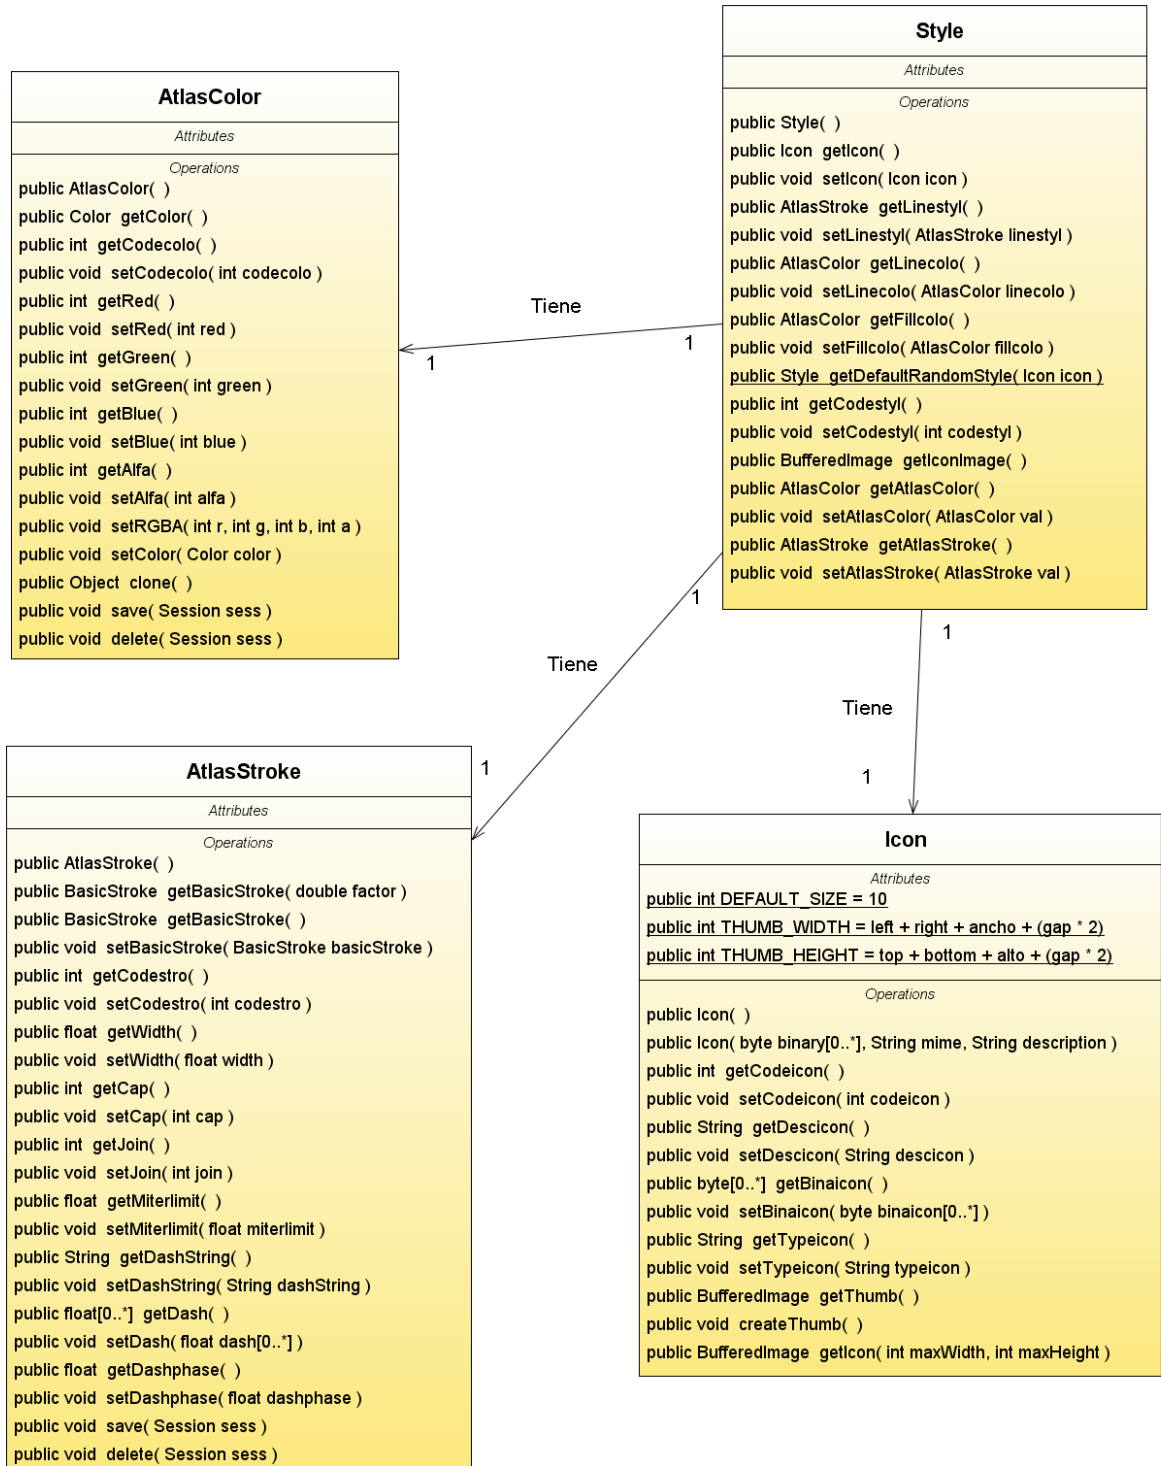 Style
Attributes
Operations
public Style( )
public Icon getIcon( )
public void setIcon( Icon icon )
public AtlasStroke getLinestyl( )
public void setLinestyl( AtlasStroke linestyl )
public AtlasColor getLinecolo( )
public void setLinecolo( AtlasColor linecolo )
public AtlasColor getFillcolo( )
public void setFillcolo( AtlasColor fillcolo )
public Style getDefaultRandomStyle( Icon icon )
public int getCodestyl( )
public void setCodestyl( int codestyl )
public BufferedImage getIconImage( )
public AtlasColor getAtlasColor( )
public void setAtlasColor( AtlasColor val )
public AtlasStroke getAtlasStroke( )
public void setAtlasStroke( AtlasStroke val )
AtlasColor
Attributes
Operations
public AtlasColor( )
public Color getColor( )
public int getCodecolo( )
public void setCodecolo( int codecolo )
public int getRed( )
public void setRed( int red )
public int getGreen( )
public void setGreen( int green )
public int getBlue( )
public void setBlue( int blue )
public int getAlfa( )
public void setAlfa( int alfa )
public void setRGBA( int r, int g, int b, int a )
public void setColor( Color color )
public Object clone( )
public void save( Session sess )
public void delete( Session sess )
Tiene
1
1
Tiene
1
1
Tiene
1
1
AtlasStroke
Attributes
Operations
public AtlasStroke( )
public BasicStroke getBasicStroke( double factor )
public BasicStroke getBasicStroke( )
public void setBasicStroke( BasicStroke basicStroke )
public int getCodestro( )
public void setCodestro( int codestro )
public float getWidth( )
public void setWidth( float width )
public int getCap( )
public void setCap( int cap )
public int getJoin( )
public void setJoin( int join )
public float getMiterlimit( )
public void setMiterlimit( float miterlimit )
public String getDashString( )
public void setDashString( String dashString )
public float[0..*] getDash( )
public void setDash( float dash[0..*] )
public float getDashphase( )
public void setDashphase( float dashphase )
public void save( Session sess )
public void delete( Session sess )
Icon
Attributes
public int DEFAULT_SIZE = 10
public int THUMB_WIDTH = left + right + ancho + (gap * 2)
public int THUMB_HEIGHT = top + bottom + alto + (gap * 2)
Operations
public Icon( )
public Icon( byte binary[0..*], String mime, String description )
public int getCodeicon( )
public void setCodeicon( int codeicon )
public String getDescicon( )
public void setDescicon( String descicon )
public byte[0..*] getBinaicon( )
public void setBinaicon( byte binaicon[0..*] )
public String getTypeicon( )
public void setTypeicon( String typeicon )
public BufferedImage getThumb( )
public void createThumb( )
public BufferedImage getIcon( int maxWidth, int maxHeight )